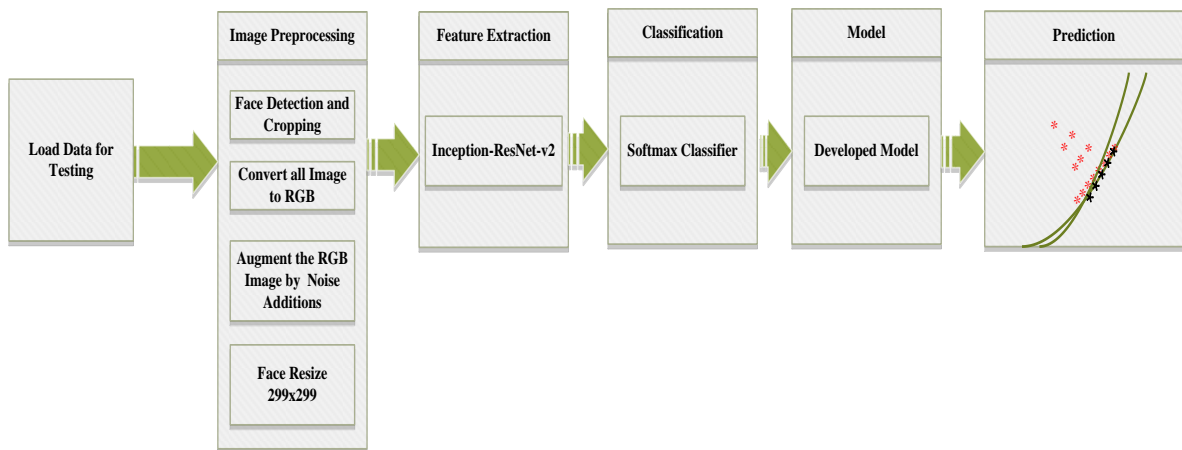 Load Data for
Testing
Image Preprocessing
Face Detection and
Cropping
Convert all Image
to RGB
Augment the RGB
Image by Noise
Additions
Face Resize
299x299
Feature Extraction
Inception-ResNet-v2
Classification
Softmax Classifier
Model
Developed Model
Prediction